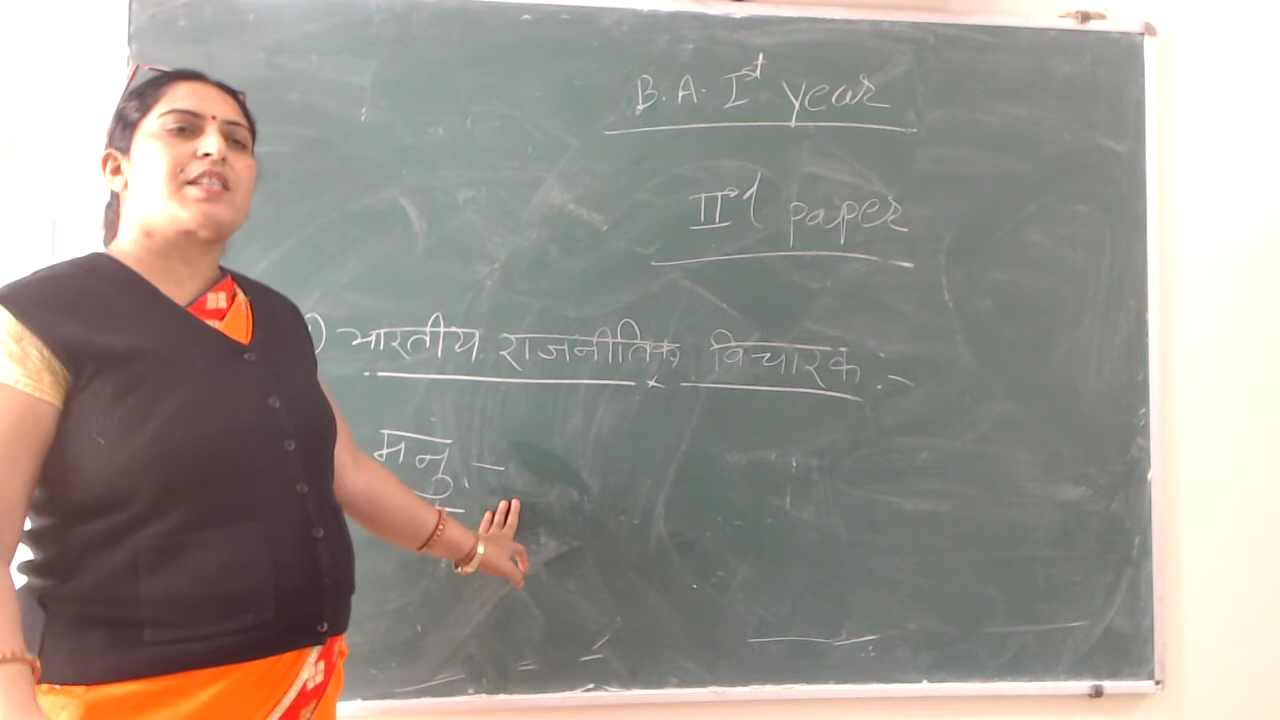 B.A. Ist year
IInd paper
भारतीय राजनीतिक विचारक :-
मनु :-